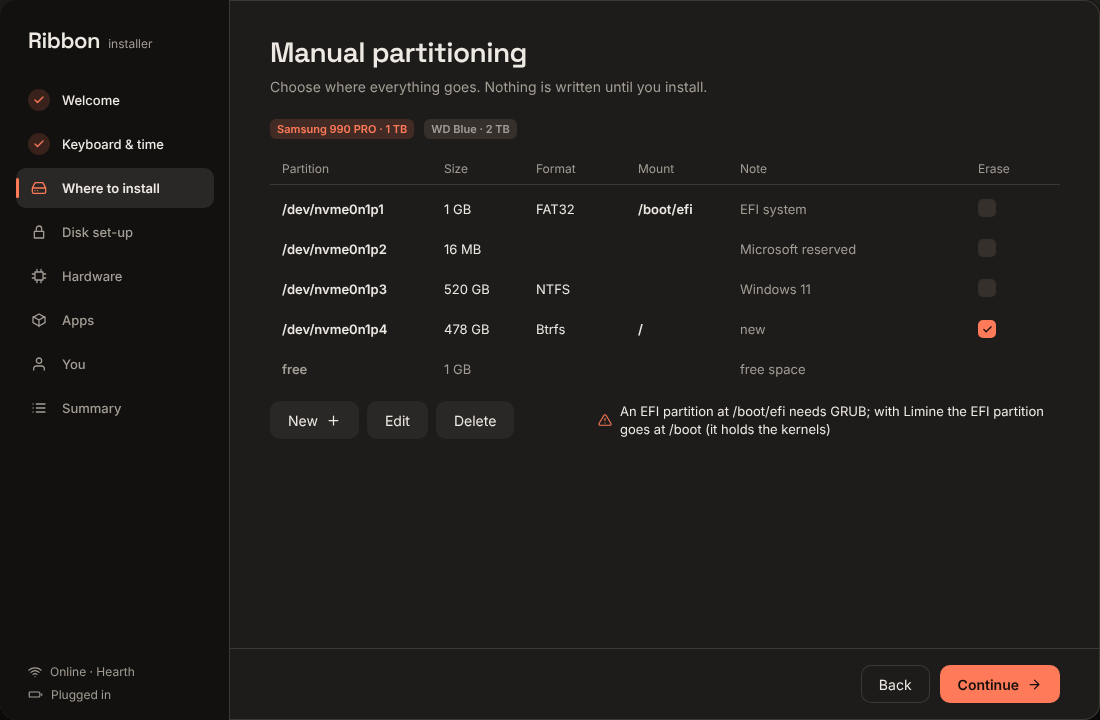 Ribbon installer
Welcome
Keyboard & time
Where to install
Disk set-up
Hardware
Apps
You
Summary
Online · Hearth
Plugged in
Manual partitioning
Choose where everything goes. Nothing is written until you install.
Samsung 990 PRO · 1 TB WD Blue · 2 TB
Partition Size Format Mount Note Erase
/dev/nvme0n1p1 1 GB FAT32 /boot/efi EFI system
/dev/nvme0n1p2 16 MB Microsoft reserved
/dev/nvme0n1p3 520 GB NTFS Windows 11
/dev/nvme0n1p4 478 GB Btrfs / new
free 1 GB free space
New + Edit Delete
An EFI partition at /boot/efi needs GRUB; with Limine the EFI partition
goes at /boot (it holds the kernels)
Back Continue →